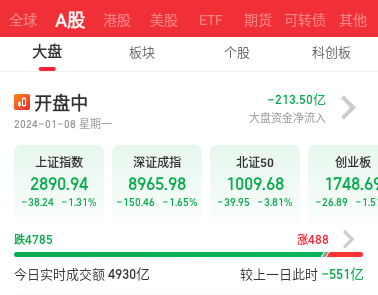 全球 A股 港股 美股 ETF 期货 可转债 其他
大盘 板块 个股 科创板
开盘中 -213.50亿
2024-01-08 星期一 大盘资金净流入
上证指数 深证成指 北证50 创业板
2890.94 8965.98 1009.68 1748.69
-38.24 -1.31% -150.46 -1.65% -39.95 -3.81% -26.89 -1.5
跌4785 涨488
今日实时成交额 4930亿 较上一日此时 -551亿